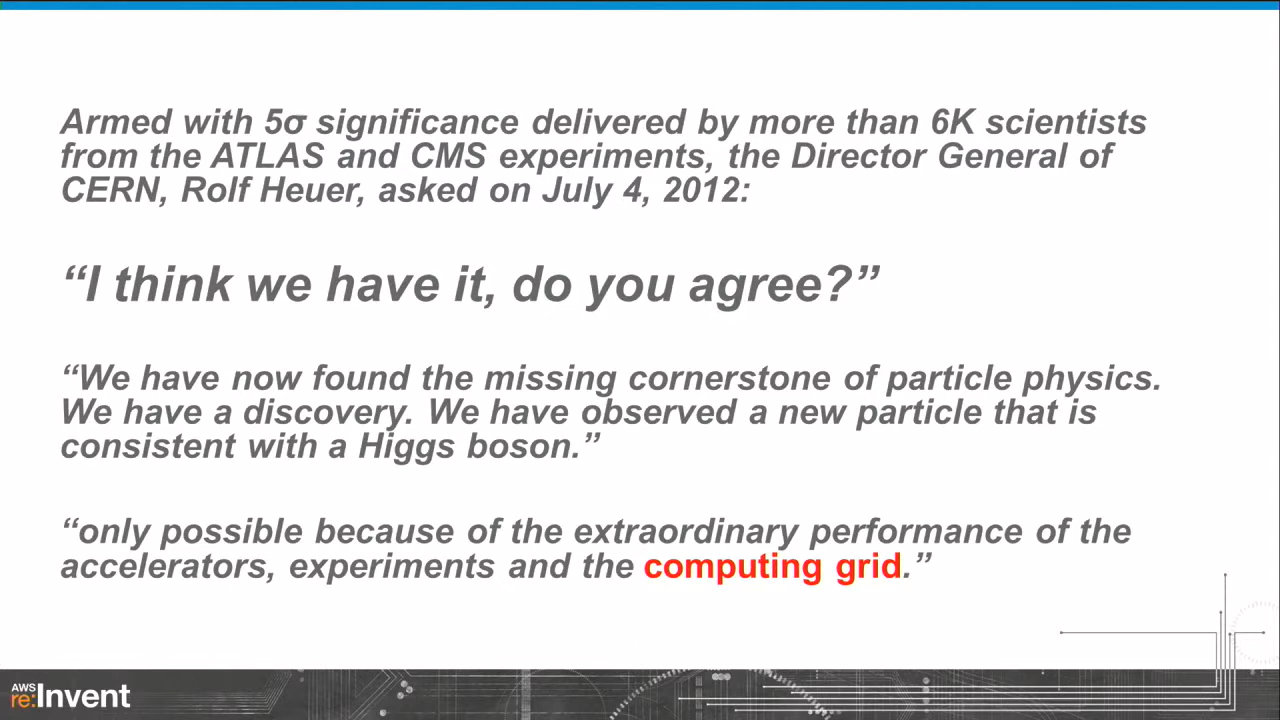 Armed with 5σ significance delivered by more than 6K scientists
from the ATLAS and CMS experiments, the Director General of
CERN, Rolf Heuer, asked on July 4, 2012:
“I think we have it, do you agree?”
“We have now found the missing cornerstone of particle physics.
We have a discovery. We have observed a new particle that is
consistent with a Higgs boson.”
“only possible because of the extraordinary performance of the
accelerators, experiments and the computing grid.”
AWS
re:Invent